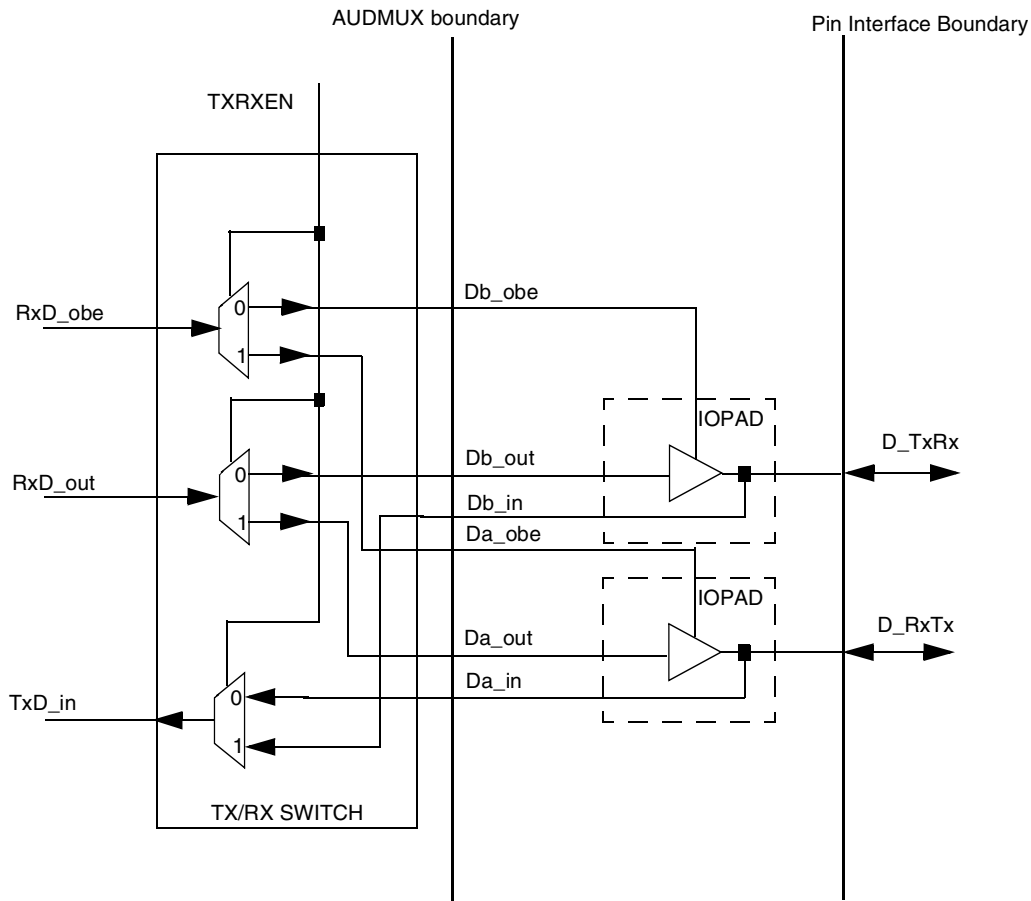 AUDMUX boundary
Pin Interface Boundary
TXRXEN
RxD_obe
0
1
Db_obe
IOPAD
D_TxRx
RxD_out
0
1
Db_out
Db_in
Da_obe
IOPAD
D_RxTx
Da_out
Da_in
TxD_in
0
1
TX/RX SWITCH